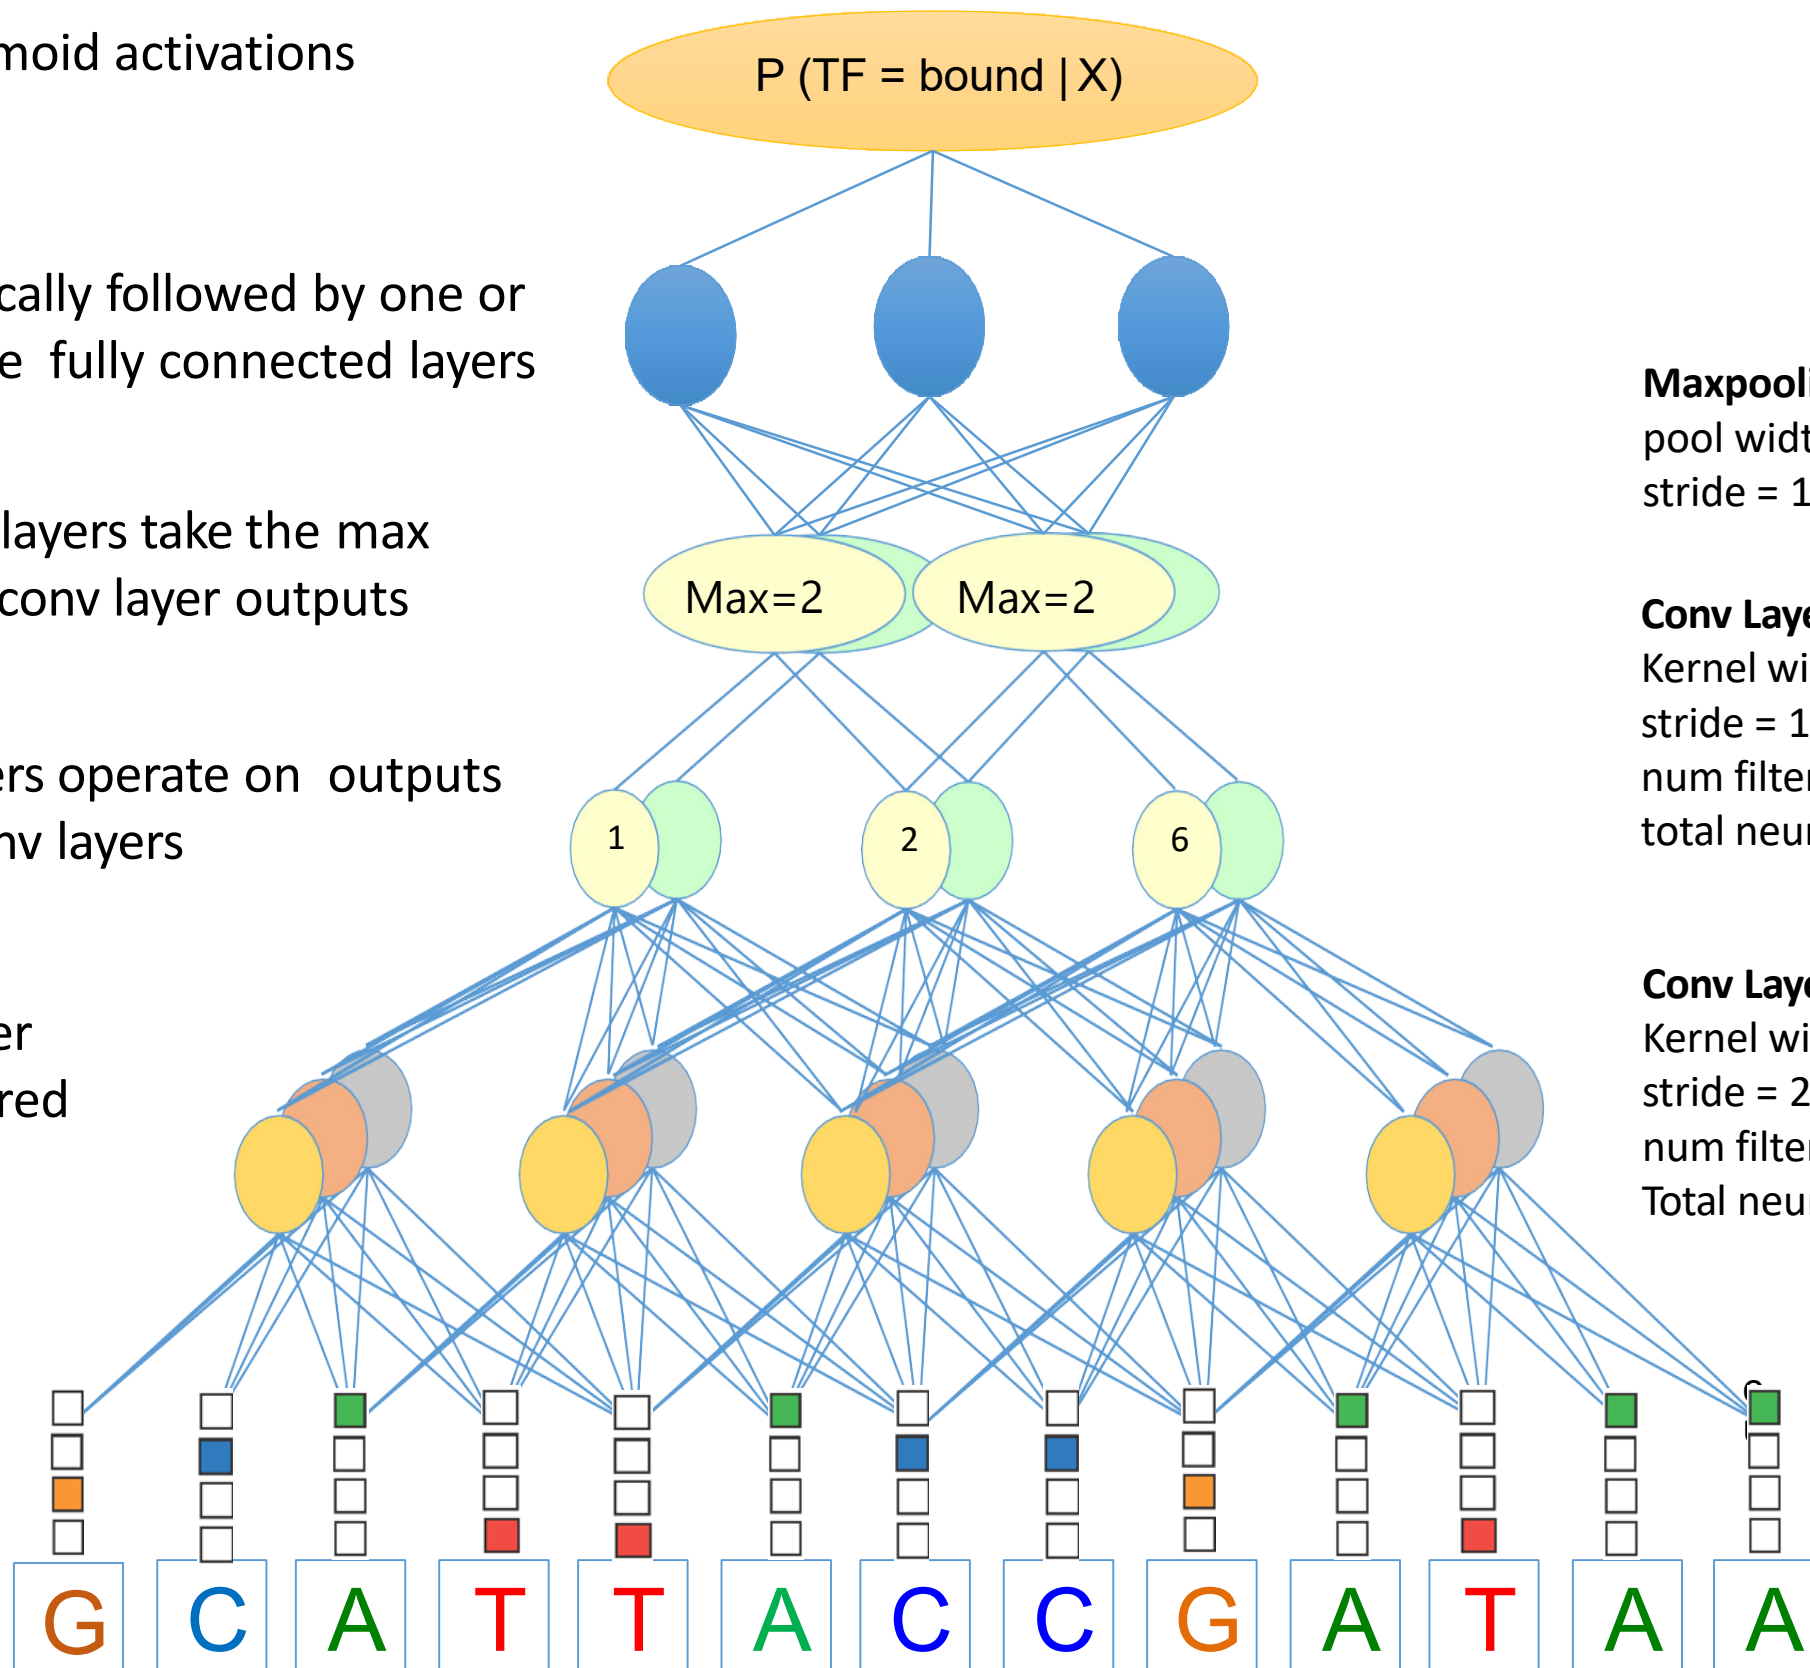 moid activations
P (TF = bound | X)
cally followed by one or
e fully connected layers
Maxpooli
pool widt
stride = 1
layers take the max
conv layer outputs
Max=2
Max=2
Conv Laye
Kernel wi
stride = 1
num filter
total neur
ers operate on outputs
nv layers
1
2
6
Conv Laye
Kernel wi
stride = 2
num filter
Total neur
er
red
G C A T T A C C G A T A A